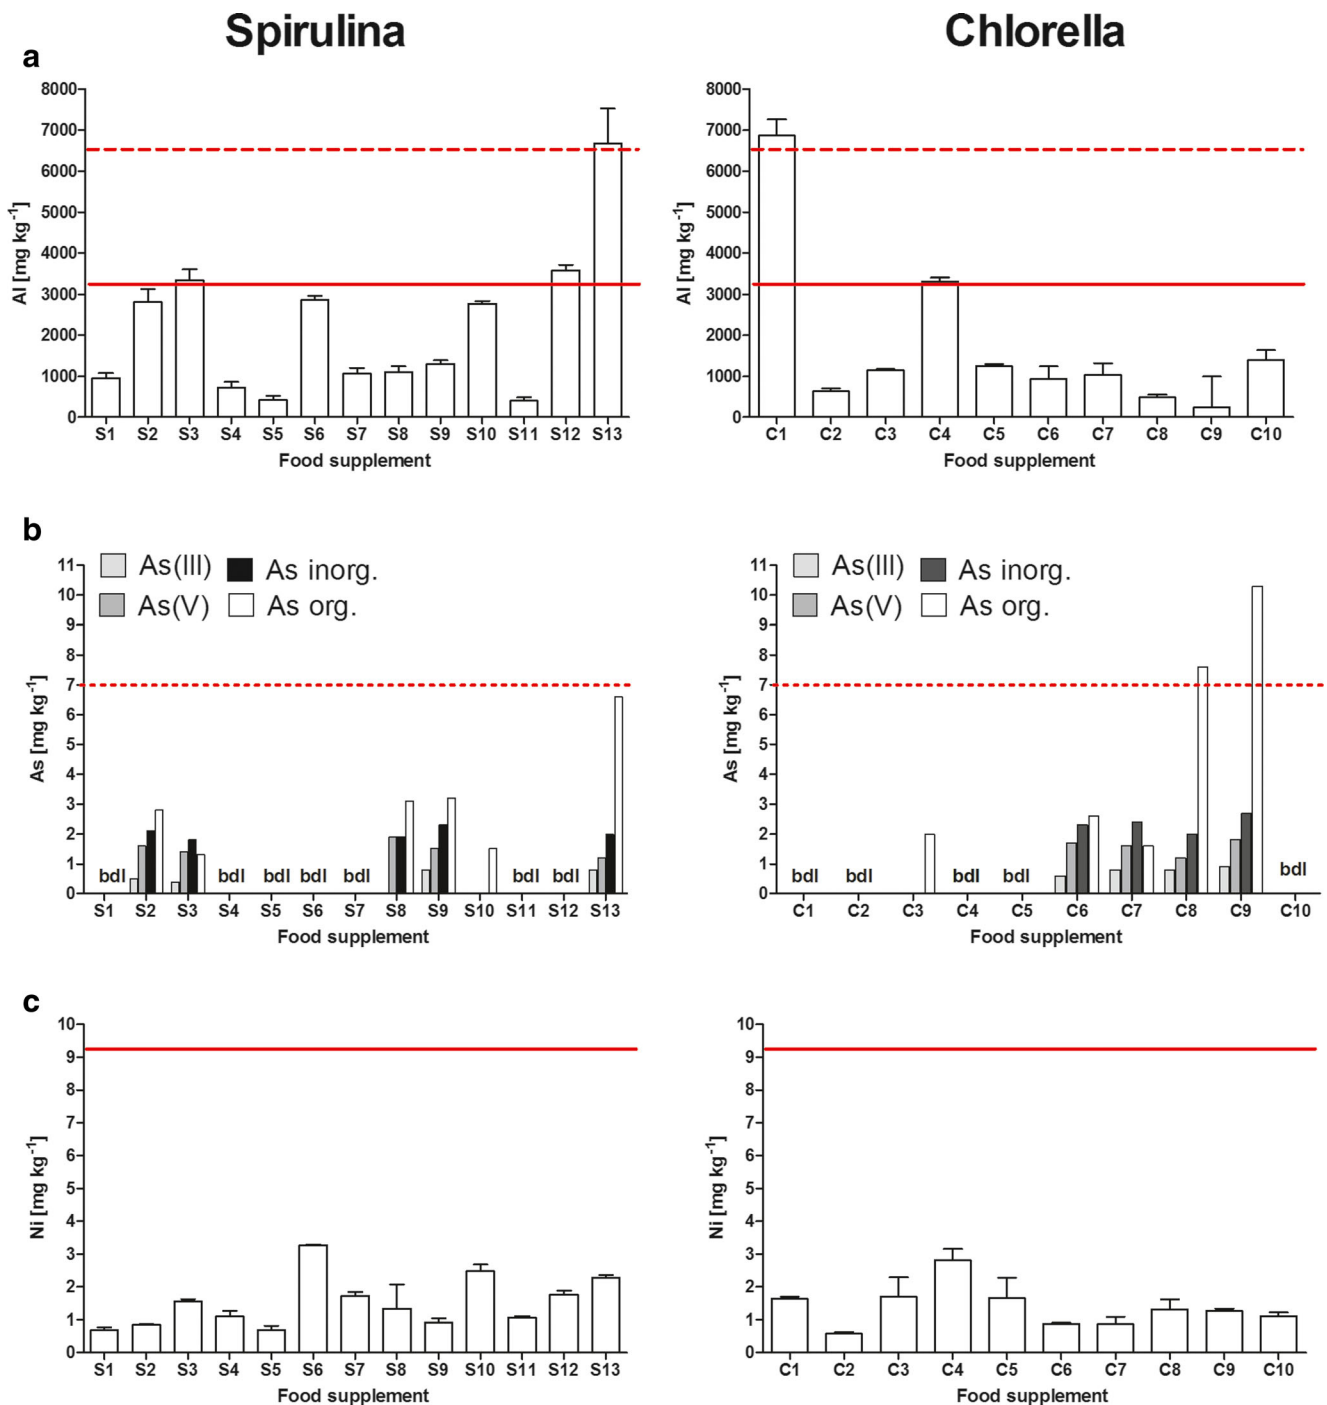 Spirulina
Chlorella
a
8000
7000
6000
5000
4000
3000
2000
1000
0
Al [mg kg-1]
S1 S2 S3 S4 S5 S6 S7 S8 S9 S10 S11 S12 S13
Food supplement
8000
7000
6000
5000
4000
3000
2000
1000
0
Al [mg kg-1]
C1 C2 C3 C4 C5 C6 C7 C8 C9 C10
Food supplement
b
As(III) As inorg.
As(V) As org.
11
10
9
8
7
6
5
4
3
2
1
0
As [mg kg-1]
bdl bdl bdl bdl bdl bdl bdl
S1 S2 S3 S4 S5 S6 S7 S8 S9 S10 S11 S12 S13
Food supplement
As(III) As inorg.
As(V) As org.
11
10
9
8
7
6
5
4
3
2
1
0
As [mg kg-1]
bdl bdl bdl bdl bdl
C1 C2 C3 C4 C5 C6 C7 C8 C9 C10
Food supplement
c
10
9
8
7
6
5
4
3
2
1
0
Ni [mg kg-1]
S1 S2 S3 S4 S5 S6 S7 S8 S9 S10 S11 S12 S13
Food supplement
10
9
8
7
6
5
4
3
2
1
0
Ni [mg kg-1]
C1 C2 C3 C4 C5 C6 C7 C8 C9 C10
Food supplement